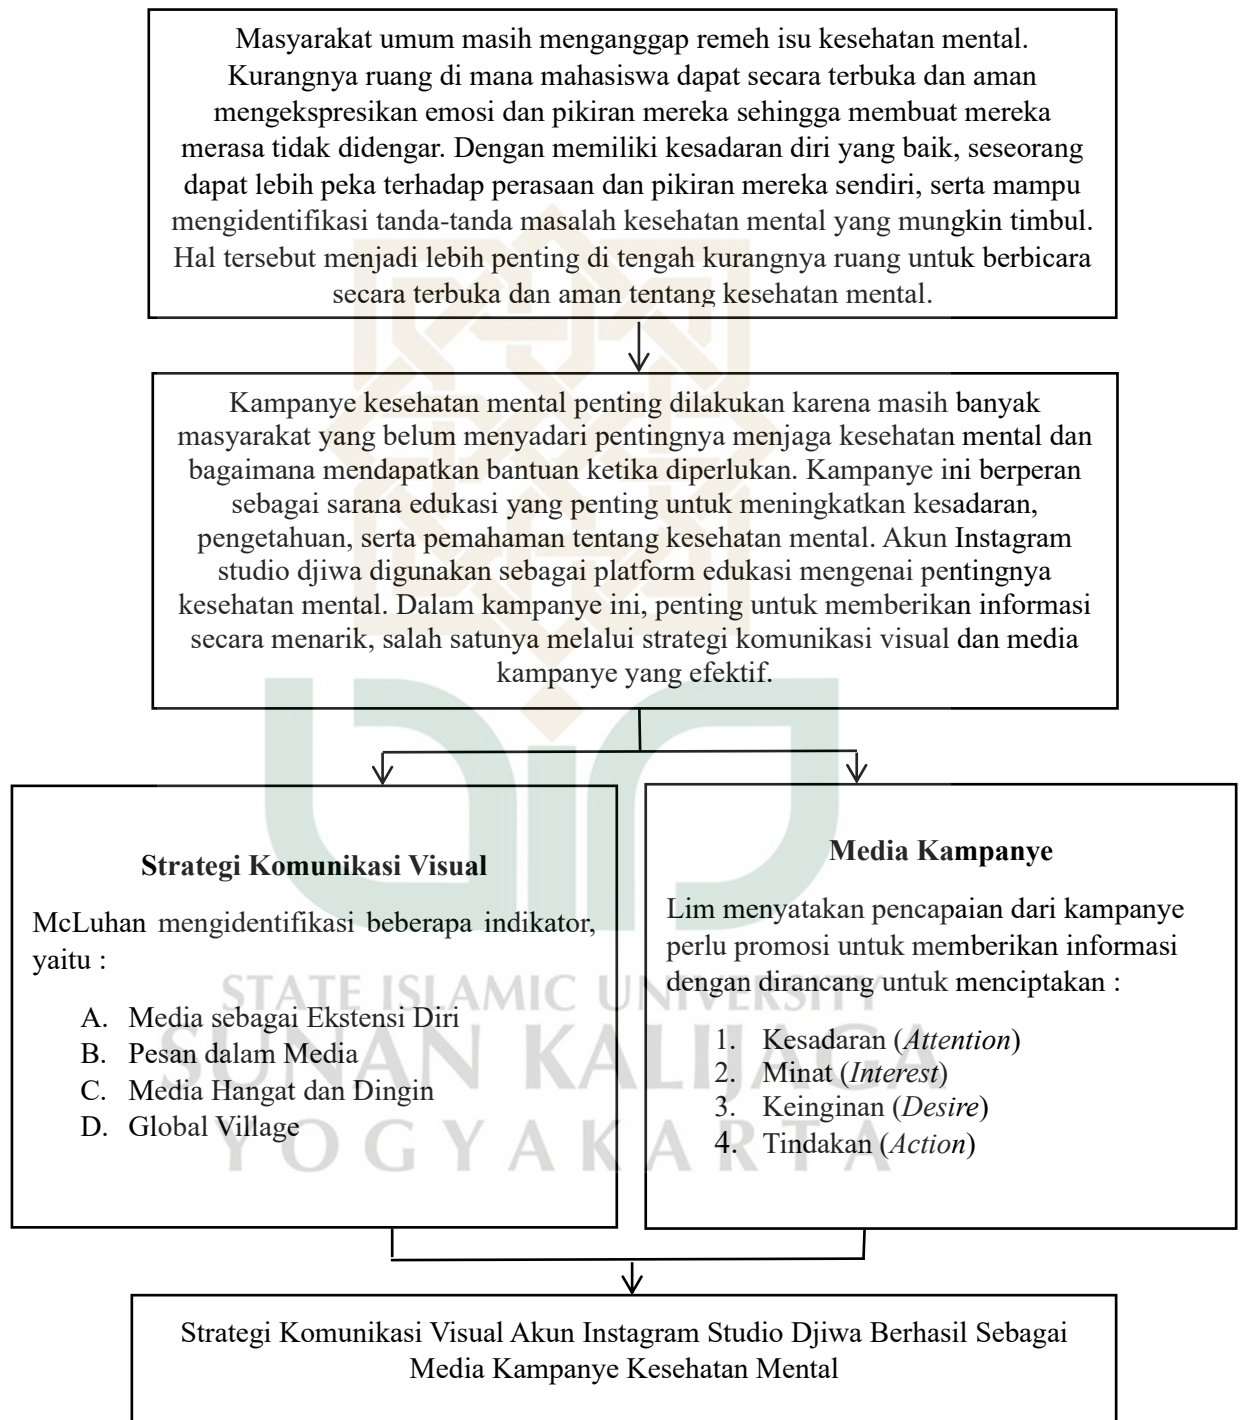 Masyarakat umum masih menganggap remeh isu kesehatan mental.
Kurangnya ruang di mana mahasiswa dapat secara terbuka dan aman
mengekspresikan emosi dan pikiran mereka sehingga membuat mereka
merasa tidak didengar. Dengan memiliki kesadaran diri yang baik, seseorang
dapat lebih peka terhadap perasaan dan pikiran mereka sendiri, serta mampu
mengidentifikasi tanda-tanda masalah kesehatan mental yang mungkin timbul.
Hal tersebut menjadi lebih penting di tengah kurangnya ruang untuk berbicara
secara terbuka dan aman tentang kesehatan mental.
Kampanye kesehatan mental penting dilakukan karena masih banyak
masyarakat yang belum menyadari pentingnya menjaga kesehatan mental dan
bagaimana mendapatkan bantuan ketika diperlukan. Kampanye ini berperan
sebagai sarana edukasi yang penting untuk meningkatkan kesadaran,
pengetahuan, serta pemahaman tentang kesehatan mental. Akun Instagram
studio djiwa digunakan sebagai platform edukasi mengenai pentingnya
kesehatan mental. Dalam kampanye ini, penting untuk memberikan informasi
secara menarik, salah satunya melalui strategi komunikasi visual dan media
kampanye yang efektif.
Strategi Komunikasi Visual
McLuhan mengidentifikasi beberapa indikator,
yaitu :
A. Media sebagai Ekstensi Diri
B. Pesan dalam Media
C. Media Hangat dan Dingin
D. Global Village
Media Kampanye
Lim menyatakan pencapaian dari kampanye
perlu promosi untuk memberikan informasi
dengan dirancang untuk menciptakan :
1. Kesadaran (Attention)
2. Minat (Interest)
3. Keinginan (Desire)
4. Tindakan (Action)
STATE ISLAMIC UNIVERSITY
SUNAN KALIJAGA
YOGYAKARTA
Strategi Komunikasi Visual Akun Instagram Studio Djiwa Berhasil Sebagai
Media Kampanye Kesehatan Mental